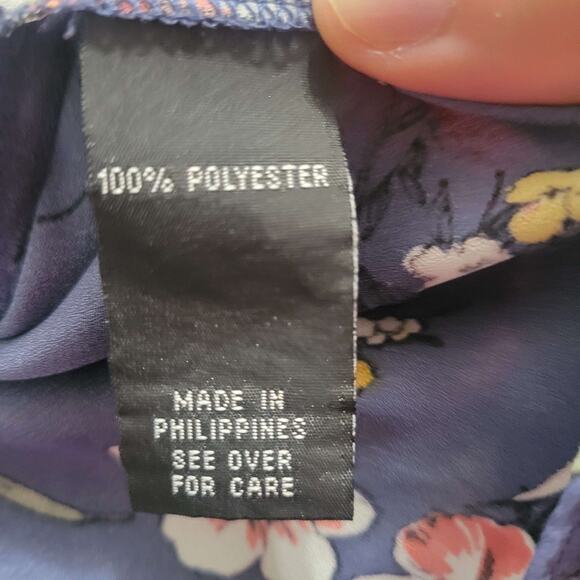 100% POLYESTER
MADE IN
PHILIPPINES
SEE OVER
FOR CARE